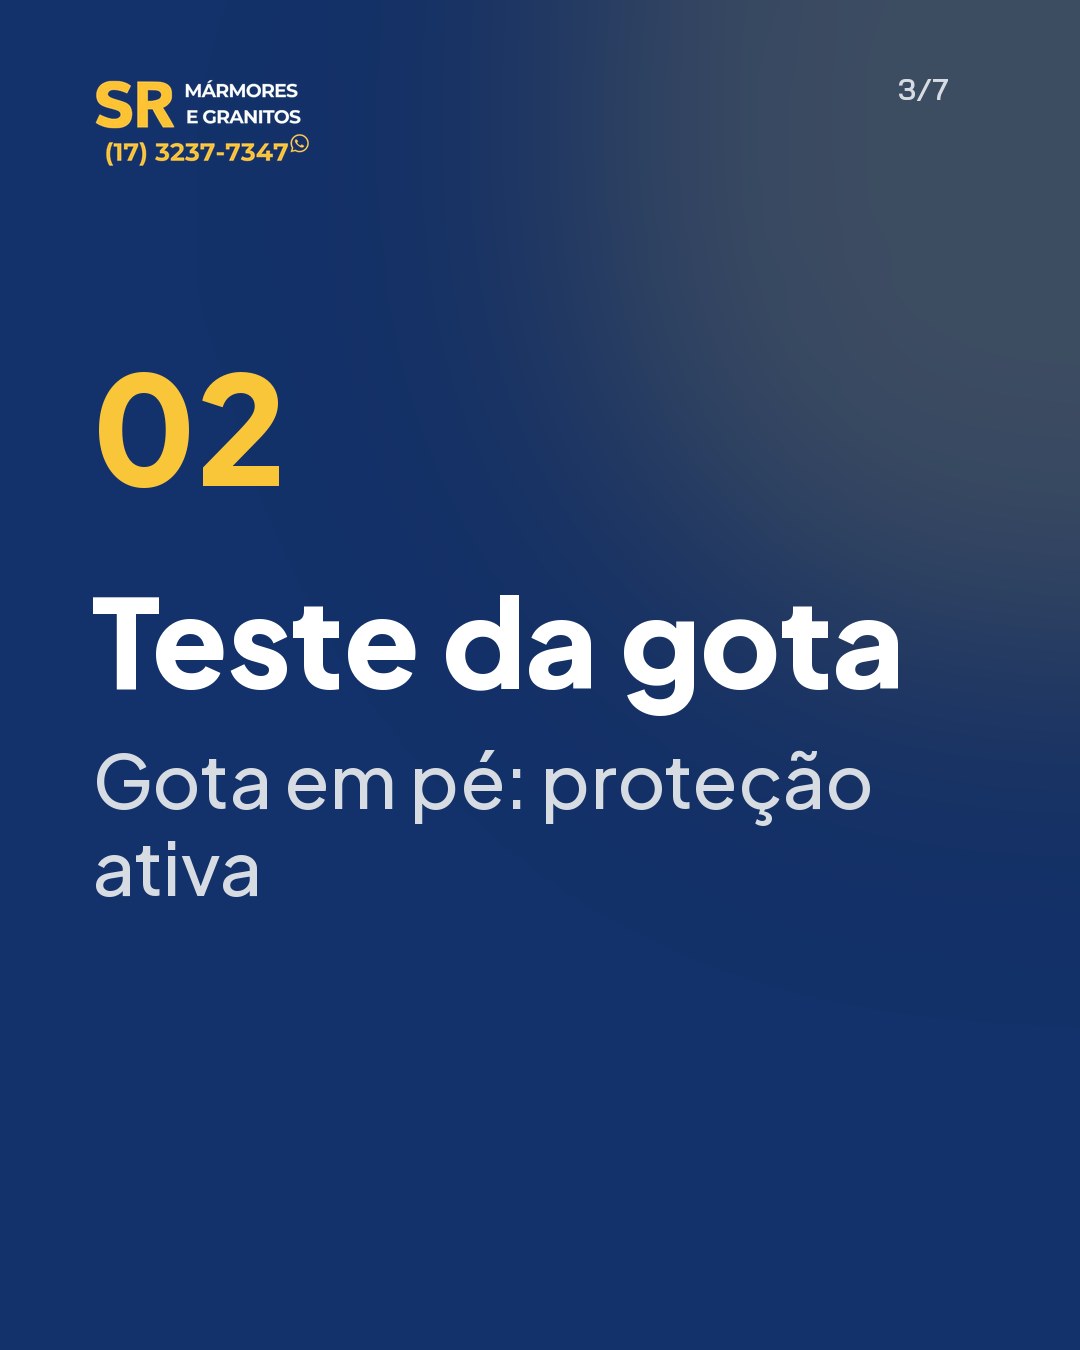 SR MÁRMORES
E GRANITOS
(17) 3237-7347
3/7
02
Teste da gota
Gota em pé: proteção
ativa